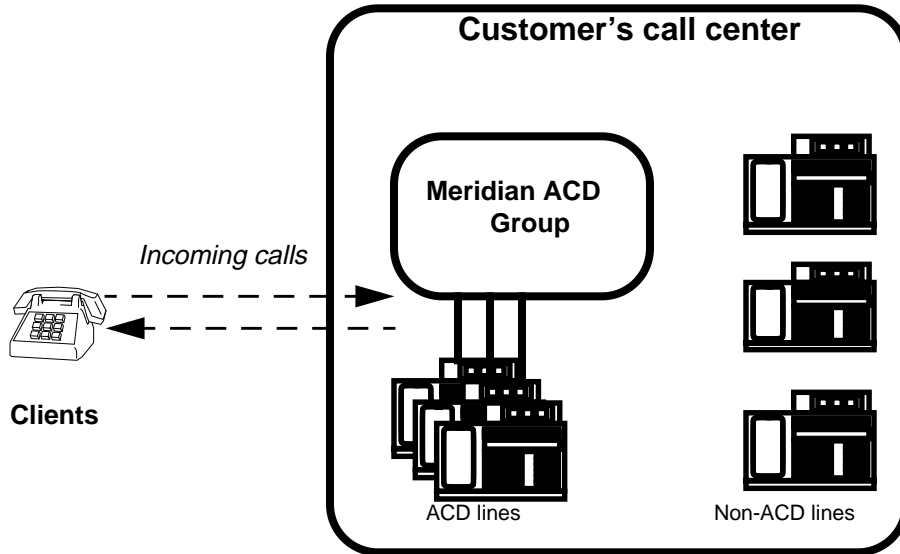 Customer’s call center
Meridian ACD
Group
Incoming calls
Clients
ACD lines
Non-ACD lines